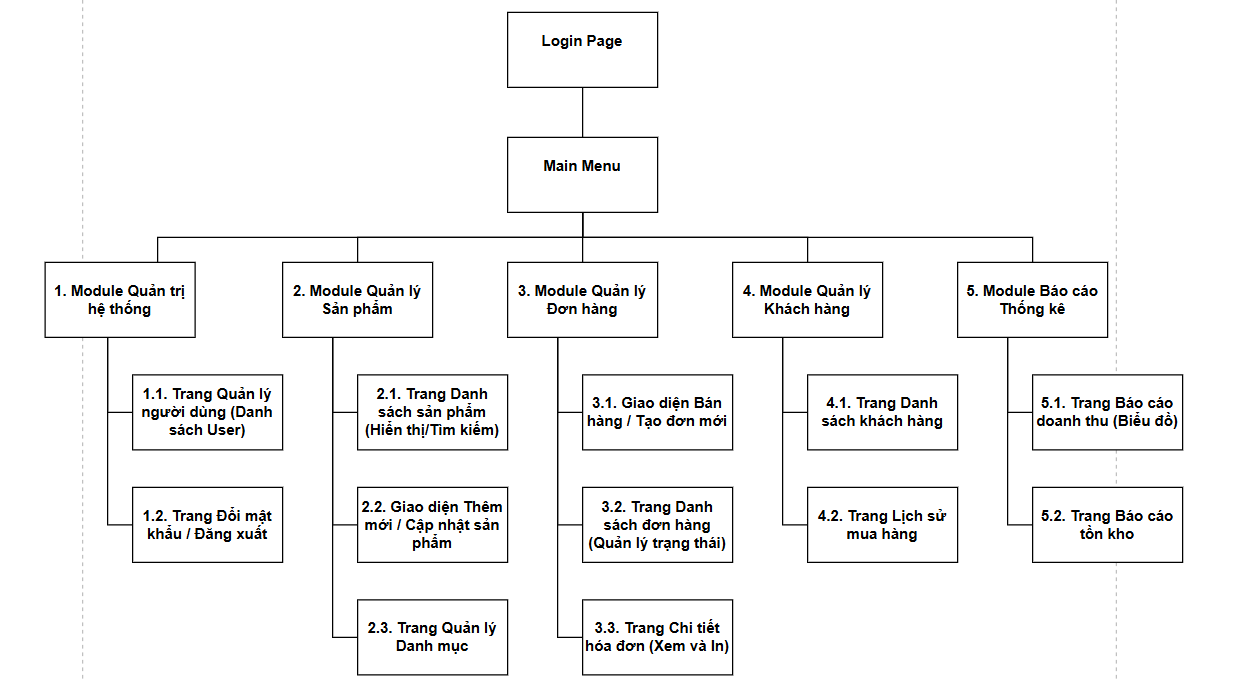 Login Page
Main Menu
1. Module Quản trị
hệ thống
2. Module Quản lý
Sản phẩm
3. Module Quản lý
Đơn hàng
4. Module Quản lý
Khách hàng
5. Module Báo cáo
Thống kê
1.1. Trang Quản lý
người dùng (Danh
sách User)
2.1. Trang Danh
sách sản phẩm
(Hiển thị/Tìm kiếm)
3.1. Giao diện Bán
hàng / Tạo đơn mới
4.1. Trang Danh
sách khách hàng
5.1. Trang Báo cáo
doanh thu (Biểu đồ)
1.2. Trang Đổi mật
khẩu / Đăng xuất
2.2. Giao diện Thêm
mới / Cập nhật sản
phẩm
3.2. Trang Danh
sách đơn hàng
(Quản lý trạng thái)
4.2. Trang Lịch sử
mua hàng
5.2. Trang Báo cáo
tồn kho
2.3. Trang Quản lý
Danh mục
3.3. Trang Chi tiết
hóa đơn (Xem và In)